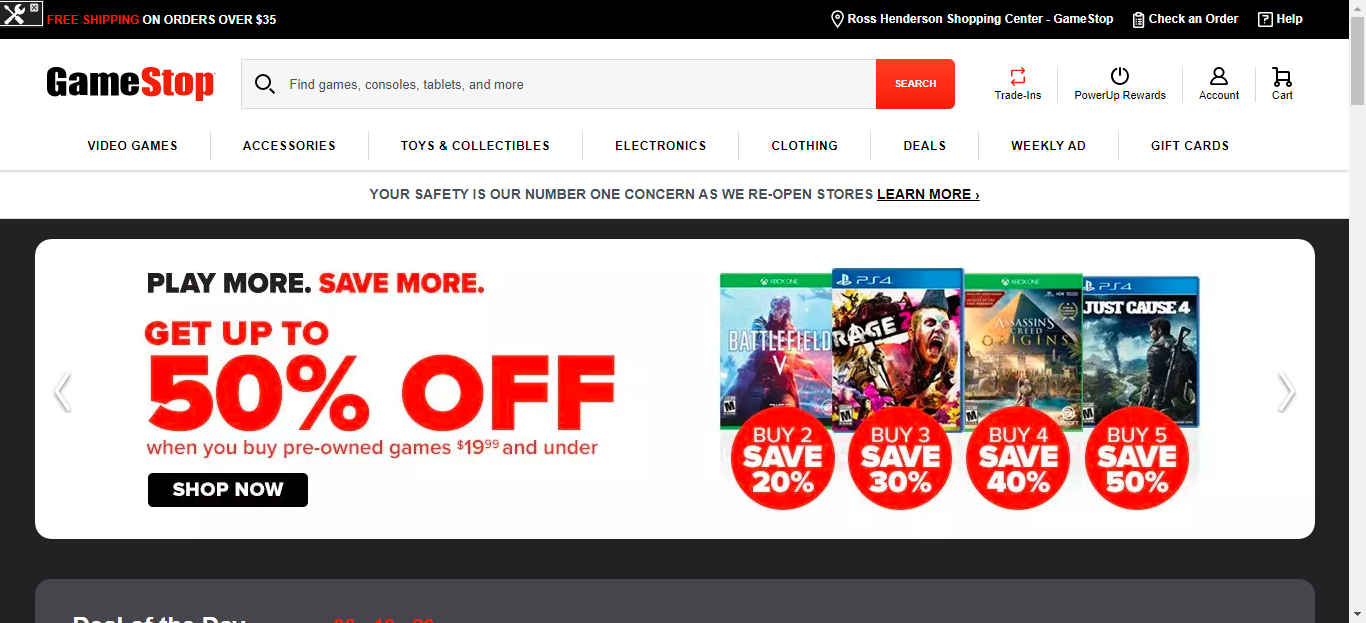 FREE SHIPPING ON ORDERS OVER $35
Ross Henderson Shopping Center - GameStop
Check an Order
Help
GameStop
Find games, consoles, tablets, and more
SEARCH
Trade-Ins
PowerUp Rewards
Account
Cart
VIDEO GAMES
ACCESSORIES
TOYS & COLLECTIBLES
ELECTRONICS
CLOTHING
DEALS
WEEKLY AD
GIFT CARDS
YOUR SAFETY IS OUR NUMBER ONE CONCERN AS WE RE-OPEN STORES LEARN MORE ›
PLAY MORE. SAVE MORE.
GET UP TO
50% OFF
when you buy pre-owned games $19⁹⁹ and under
SHOP NOW
XBOX ONE
BATTLEFIELD
V
M
PS4
RAGE 2
M
XBOX ONE
ASSASSIN'S
CREED
ORIGINS
M
PS4
JUST CAUSE 4
M
BUY 2
SAVE
20%
BUY 3
SAVE
30%
BUY 4
SAVE
40%
BUY 5
SAVE
50%
Deal of the Day